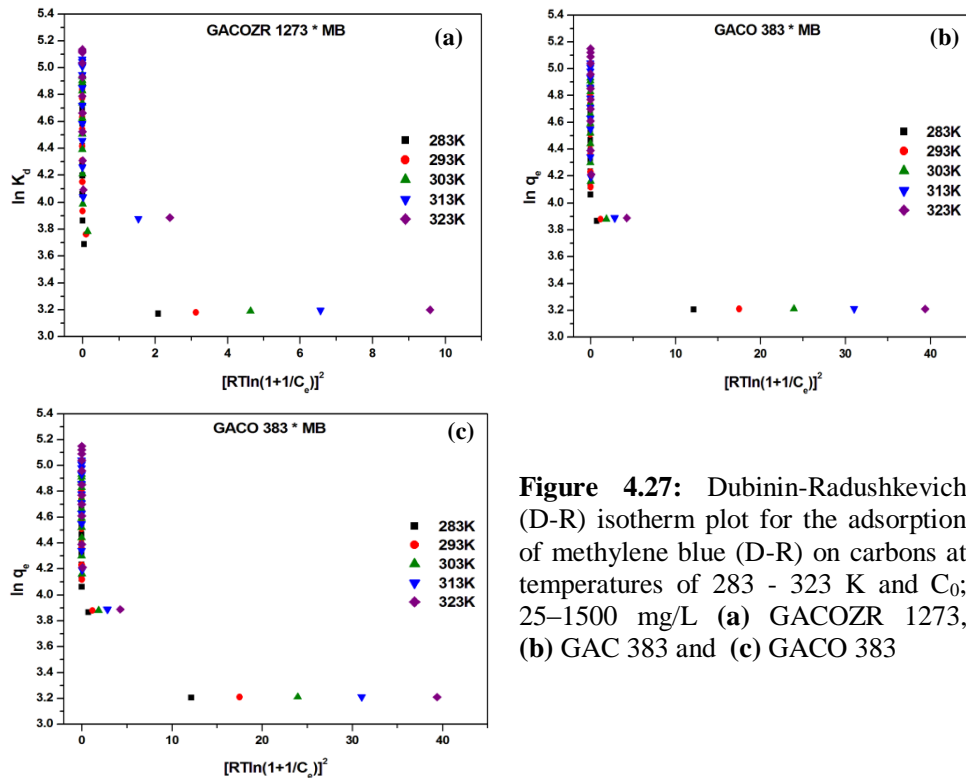 GACOZR 1273 * MB
(a)
5.4
5.2
5.0
4.8
4.6
4.4
4.2
4.0
3.8
3.6
3.4
3.2
3.0
ln K_d
283K
293K
303K
313K
323K
0 2 4 6 8 10
[RTln(1+1/C_e)]^2
GACO 383 * MB
(b)
5.4
5.2
5.0
4.8
4.6
4.4
4.2
4.0
3.8
3.6
3.4
3.2
3.0
ln q_e
283K
293K
303K
313K
323K
0 10 20 30 40
[RTln(1+1/C_e)]^2
GACO 383 * MB
(c)
5.4
5.2
5.0
4.8
4.6
4.4
4.2
4.0
3.8
3.6
3.4
3.2
3.0
ln q_e
283K
293K
303K
313K
323K
0 10 20 30 40
[RTln(1+1/C_e)]^2
Figure 4.27: Dubinin-Radushkevich
(D-R) isotherm plot for the adsorption
of methylene blue (D-R) on carbons at
temperatures of 283 - 323 K and C₀;
25–1500 mg/L (a) GACOZR 1273,
(b) GAC 383 and (c) GACO 383